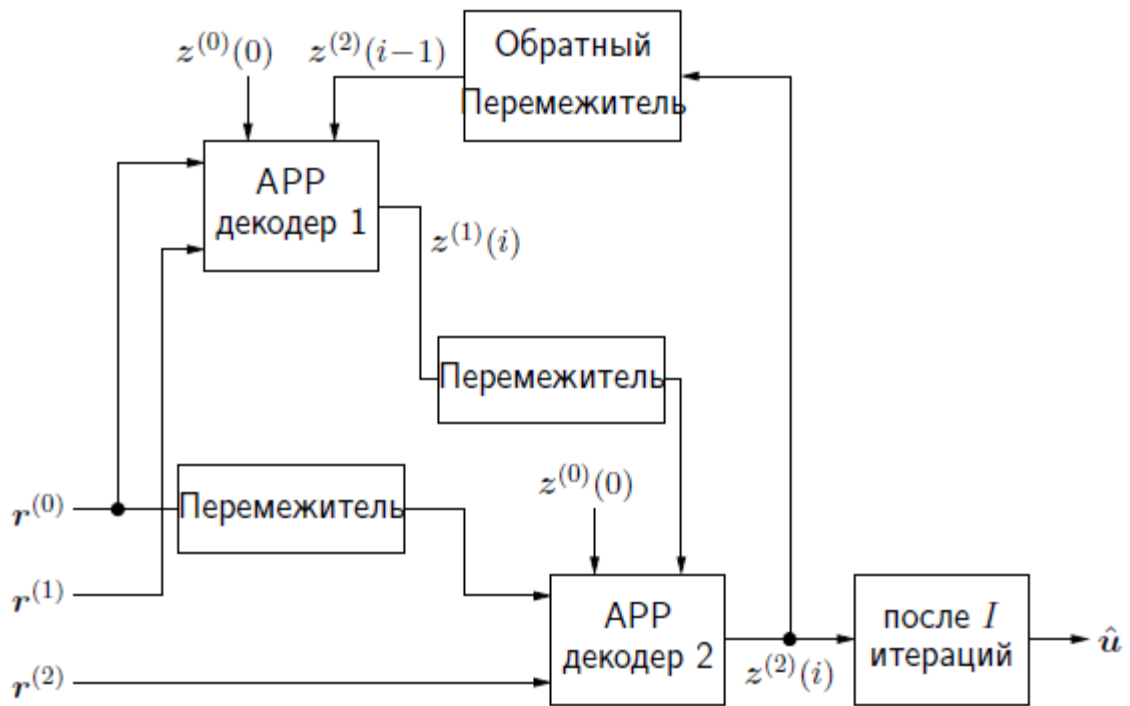 z^{(0)}(0) z^{(2)}(i−1) Обратный
Перемежитель
APP
декодер 1
z^{(1)}(i)
Перемежитель
z^{(0)}(0)
r^{(0)} Перемежитель
r^{(1)}
APP
декодер 2
после I
итераций
û
z^{(2)}(i)
r^{(2)}